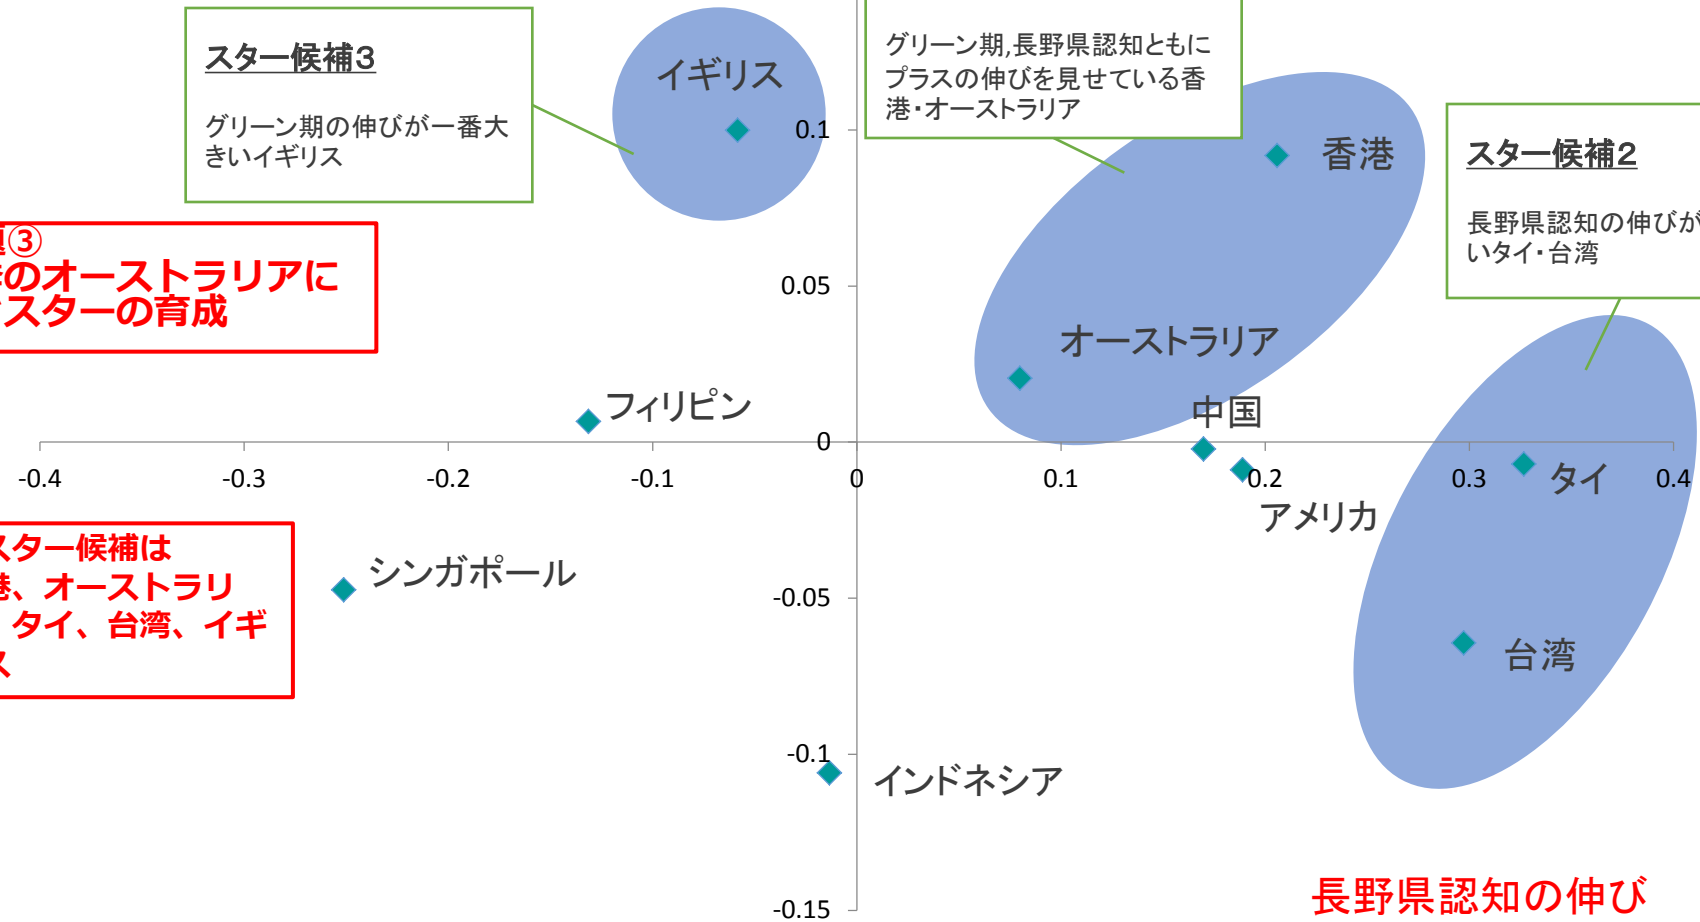 スター候補3
グリーン期の伸びが一番大
きいイギリス
イギリス
グリーン期,長野県認知ともに
プラスの伸びを見せている香
港・オーストラリア
0.1
香港
スター候補2
長野県認知の伸びが
いタイ・台湾
③
のオーストラリアに
スターの育成
0.05
オーストラリア
フィリピン
中国
0
-0.4
-0.3
-0.2
-0.1
0
0.1
0.2
0.3
0.4
タイ
アメリカ
スター候補は
港、オーストラリ
、タイ、台湾、イギ
ス
シンガポール
-0.05
台湾
-0.1
インドネシア
長野県認知の伸び
-0.15